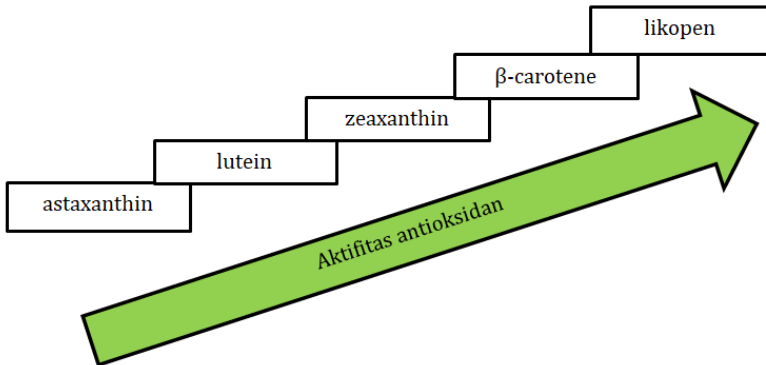 likopen
β-carotene
zeaxanthin
lutein
astaxanthin
Aktifitas antioksidan